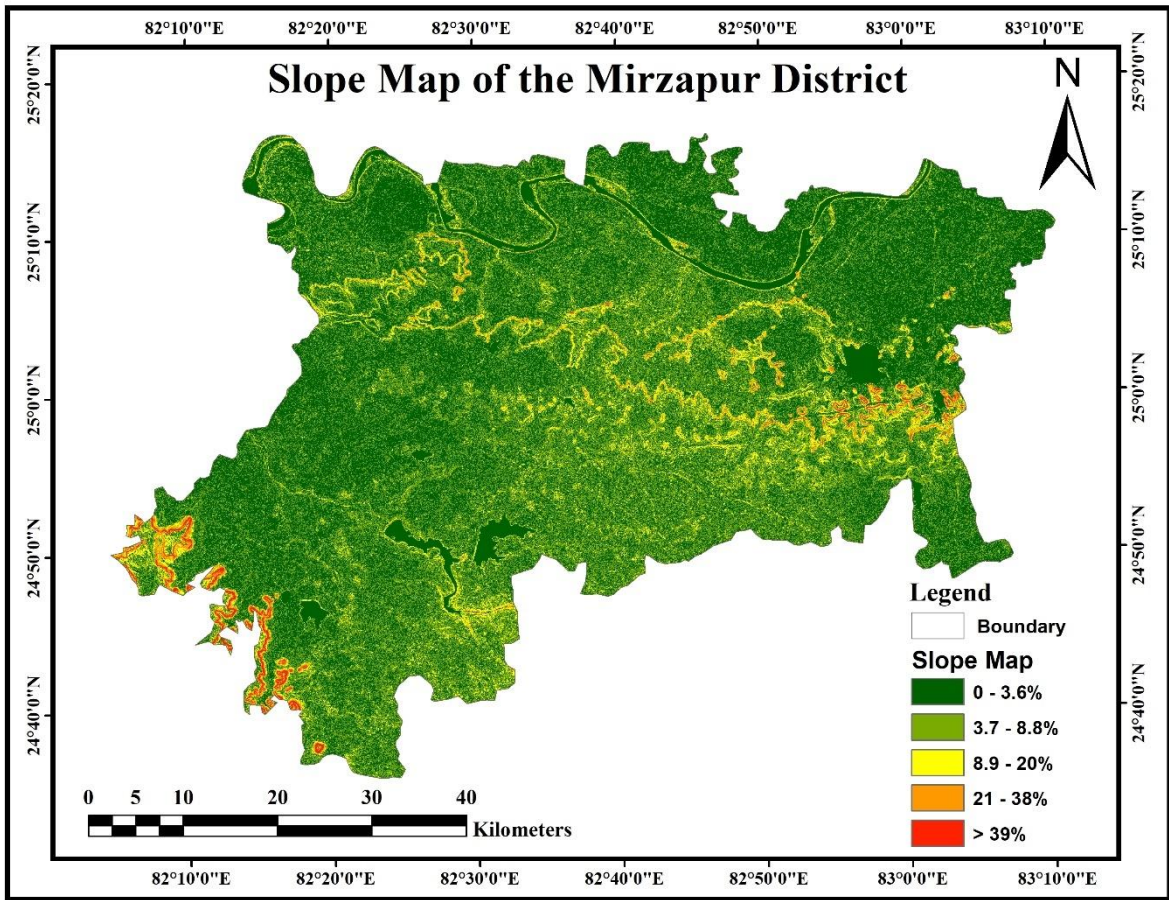 82°10'0"E 82°20'0"E 82°30'0"E 82°40'0"E 82°50'0"E 83°0'0"E 83°10'0"E
Slope Map of the Mirzapur District
N
25°20'0"N
25°20'0"N
25°10'0"N
25°10'0"N
25°0'0"N
25°0'0"N
24°50'0"N
24°50'0"N
24°40'0"N
24°40'0"N
Legend
Boundary
Slope Map
0 - 3.6%
3.7 - 8.8%
8.9 - 20%
21 - 38%
> 39%
0 5 10 20 30 40
Kilometers
82°10'0"E 82°20'0"E 82°30'0"E 82°40'0"E 82°50'0"E 83°0'0"E 83°10'0"E